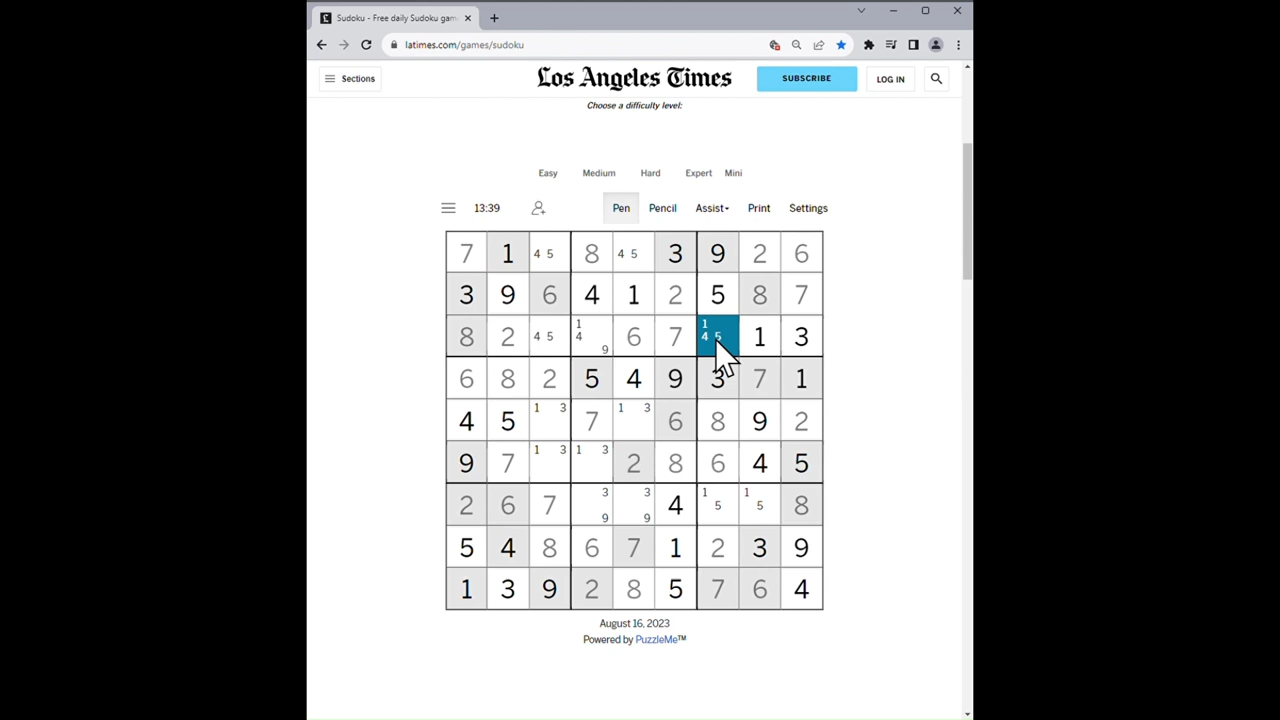 Sudoku - Free daily Sudoku gam
latimes.com/games/sudoku
Sections
Los Angeles Times
SUBSCRIBE
LOG IN
Choose a difficulty level:
Easy Medium Hard Expert Mini
13:39 Pen Pencil Assist Print Settings
7 1 4 5 8 4 5 3 9 2 6
3 9 6 4 1 2 5 8 7
8 2 4 5 1 4 9 6 7 1 4 5 1 3
6 8 2 5 4 9 3 7 1
4 5 1 3 7 1 3 6 8 9 2
9 7 1 3 1 3 2 8 6 4 5
2 6 7 3 9 3 9 4 1 5 1 5 8
5 4 8 6 7 1 2 3 9
1 3 9 2 8 5 7 6 4
August 16, 2023
Powered by PuzzleMe™